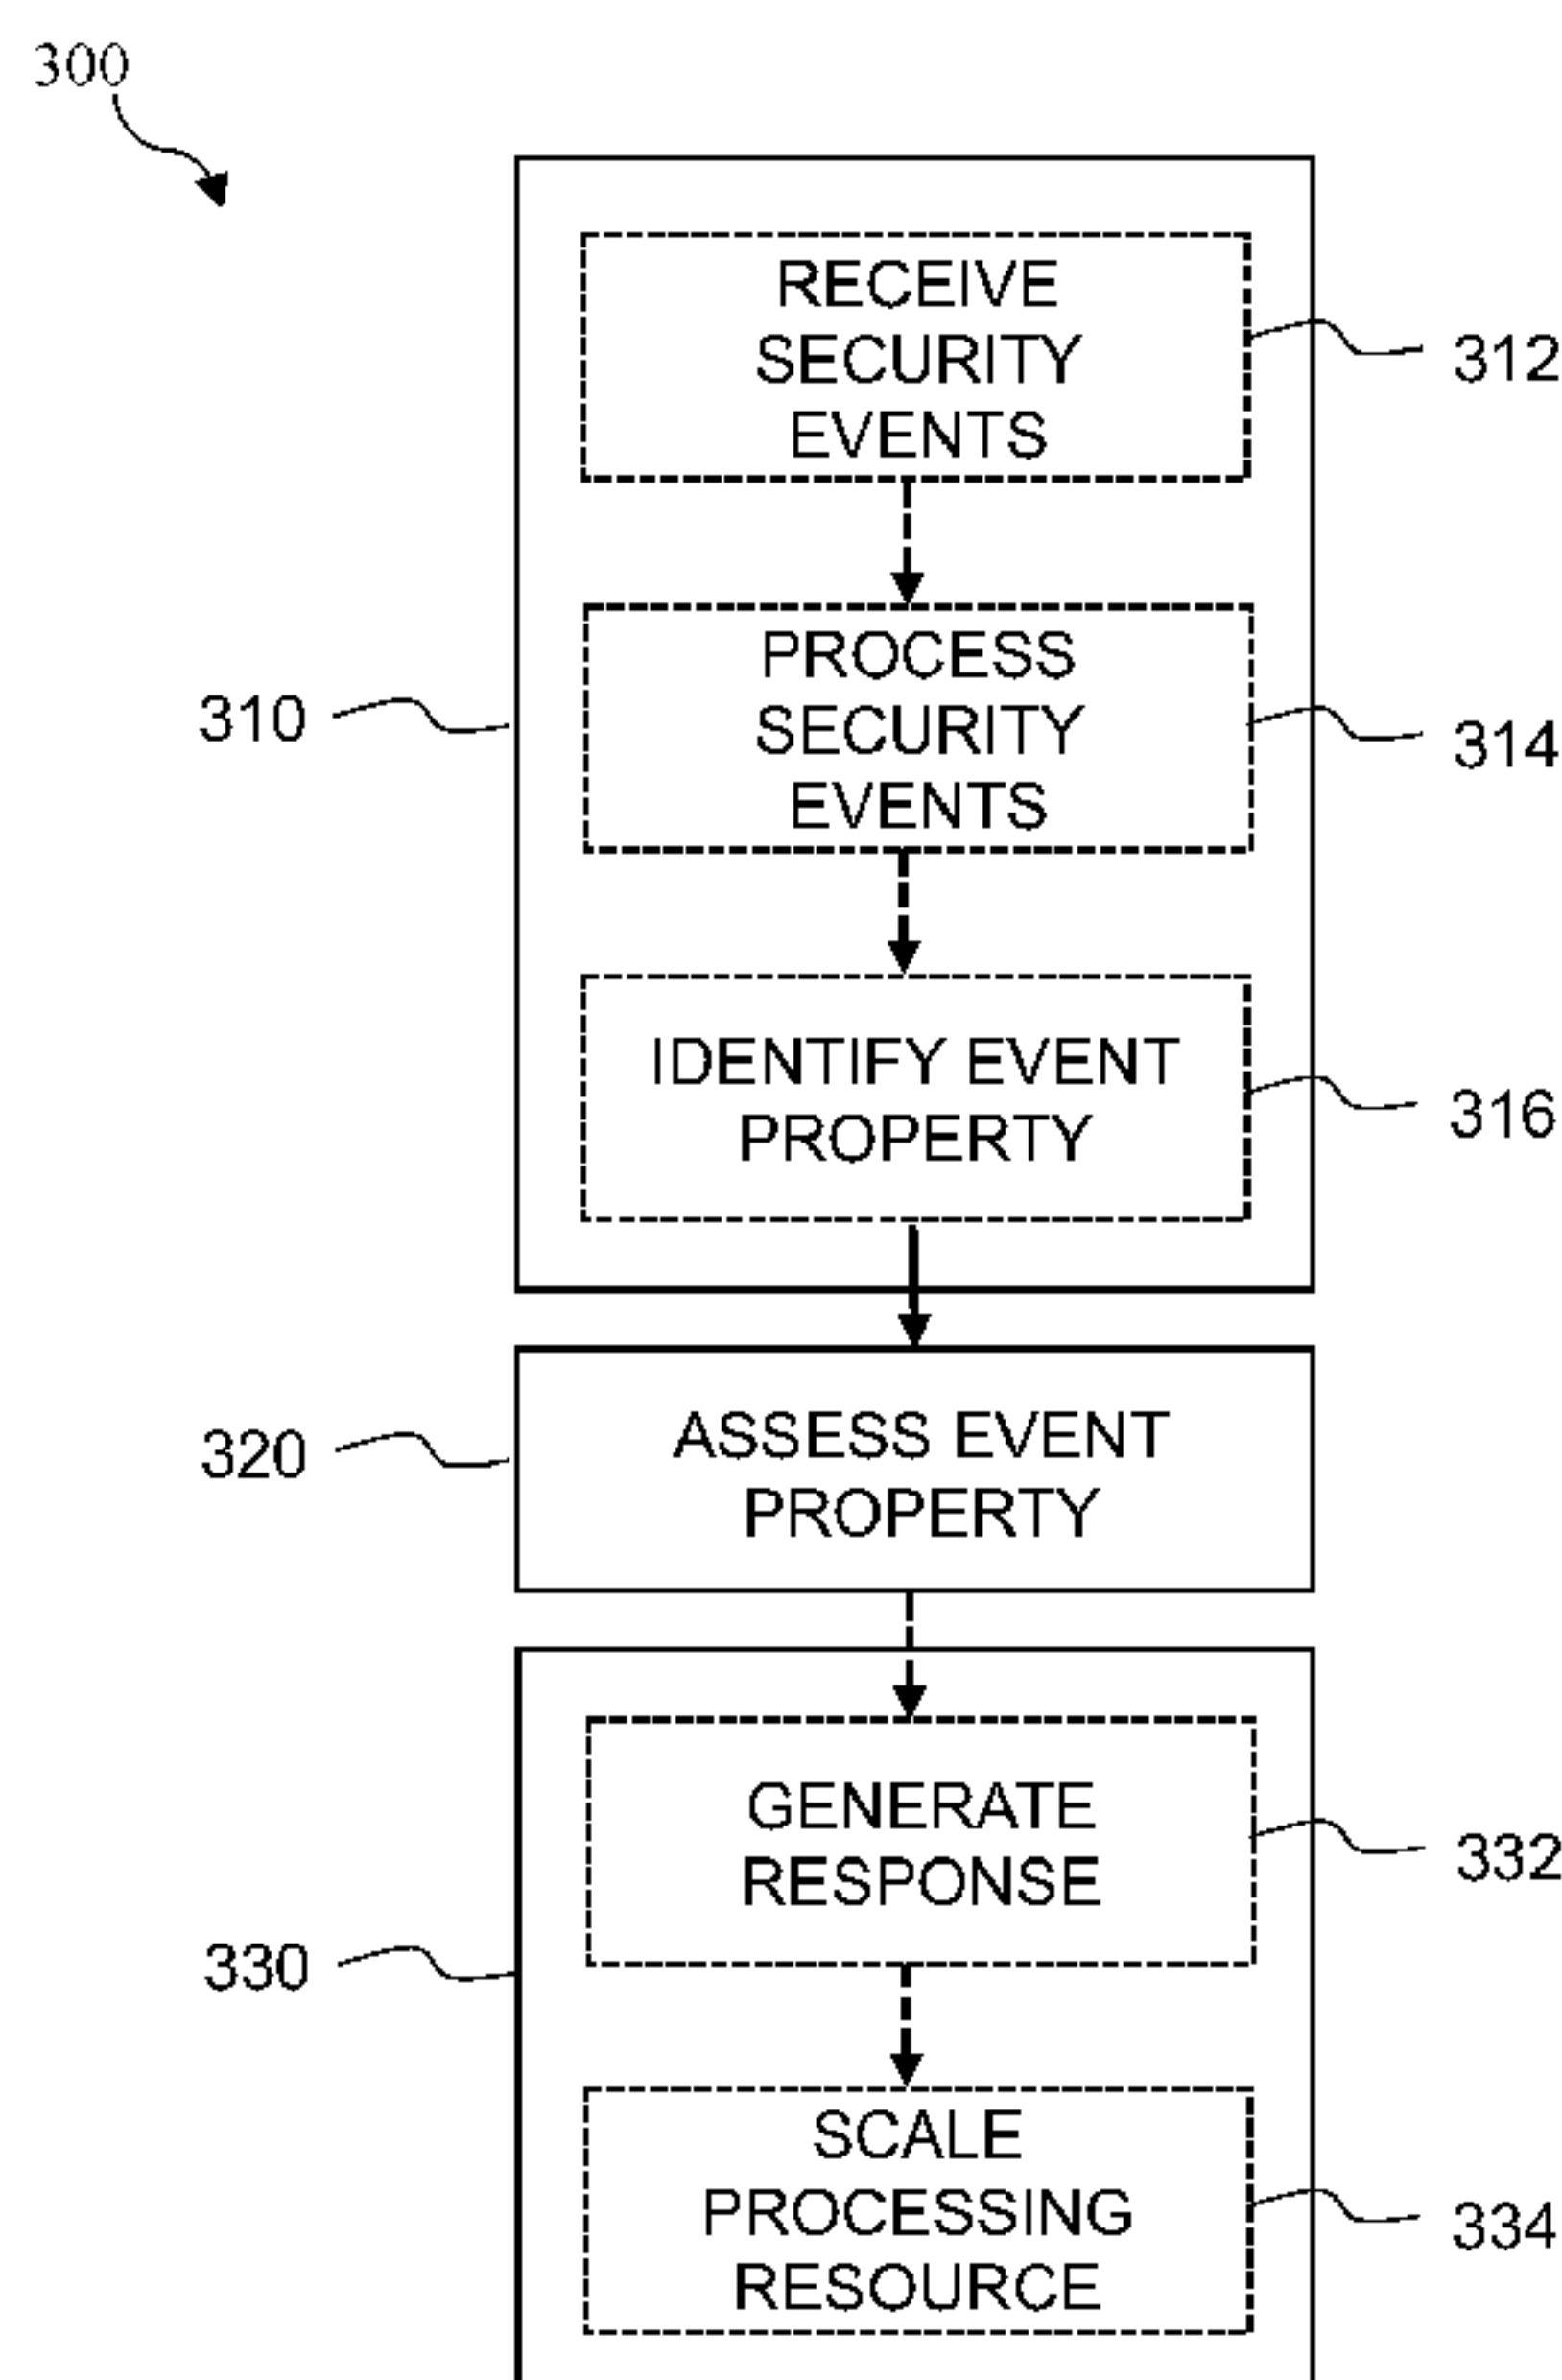 300
RECEIVE
SECURITY
EVENTS
312
PROCESS
SECURITY
EVENTS
310
314
IDENTIFY EVENT
PROPERTY
316
ASSESS EVENT
PROPERTY
320
GENERATE
RESPONSE
332
330
SCALE
PROCESSING
RESOURCE
334